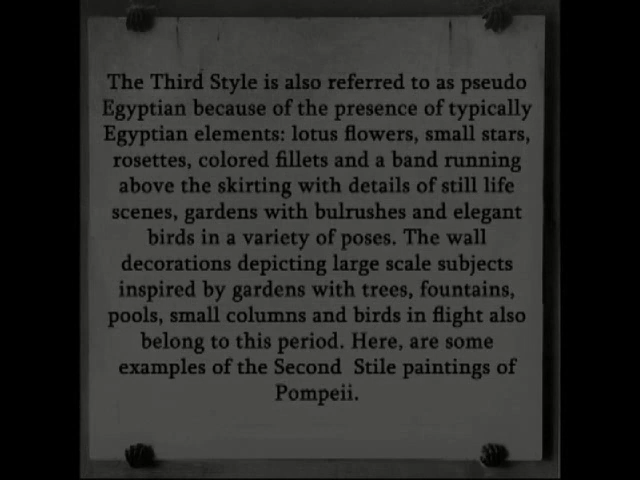 The Third Style is also referred to as pseudo
Egyptian because of the presence of typically
Egyptian elements: lotus flowers, small stars,
rosettes, colored fillets and a band running
above the skirting with details of still life
scenes, gardens with bulrushes and elegant
birds in a variety of poses. The wall
decorations depicting large scale subjects
inspired by gardens with trees, fountains,
pools, small columns and birds in flight also
belong to this period. Here, are some
examples of the Second Stile paintings of
Pompeii.